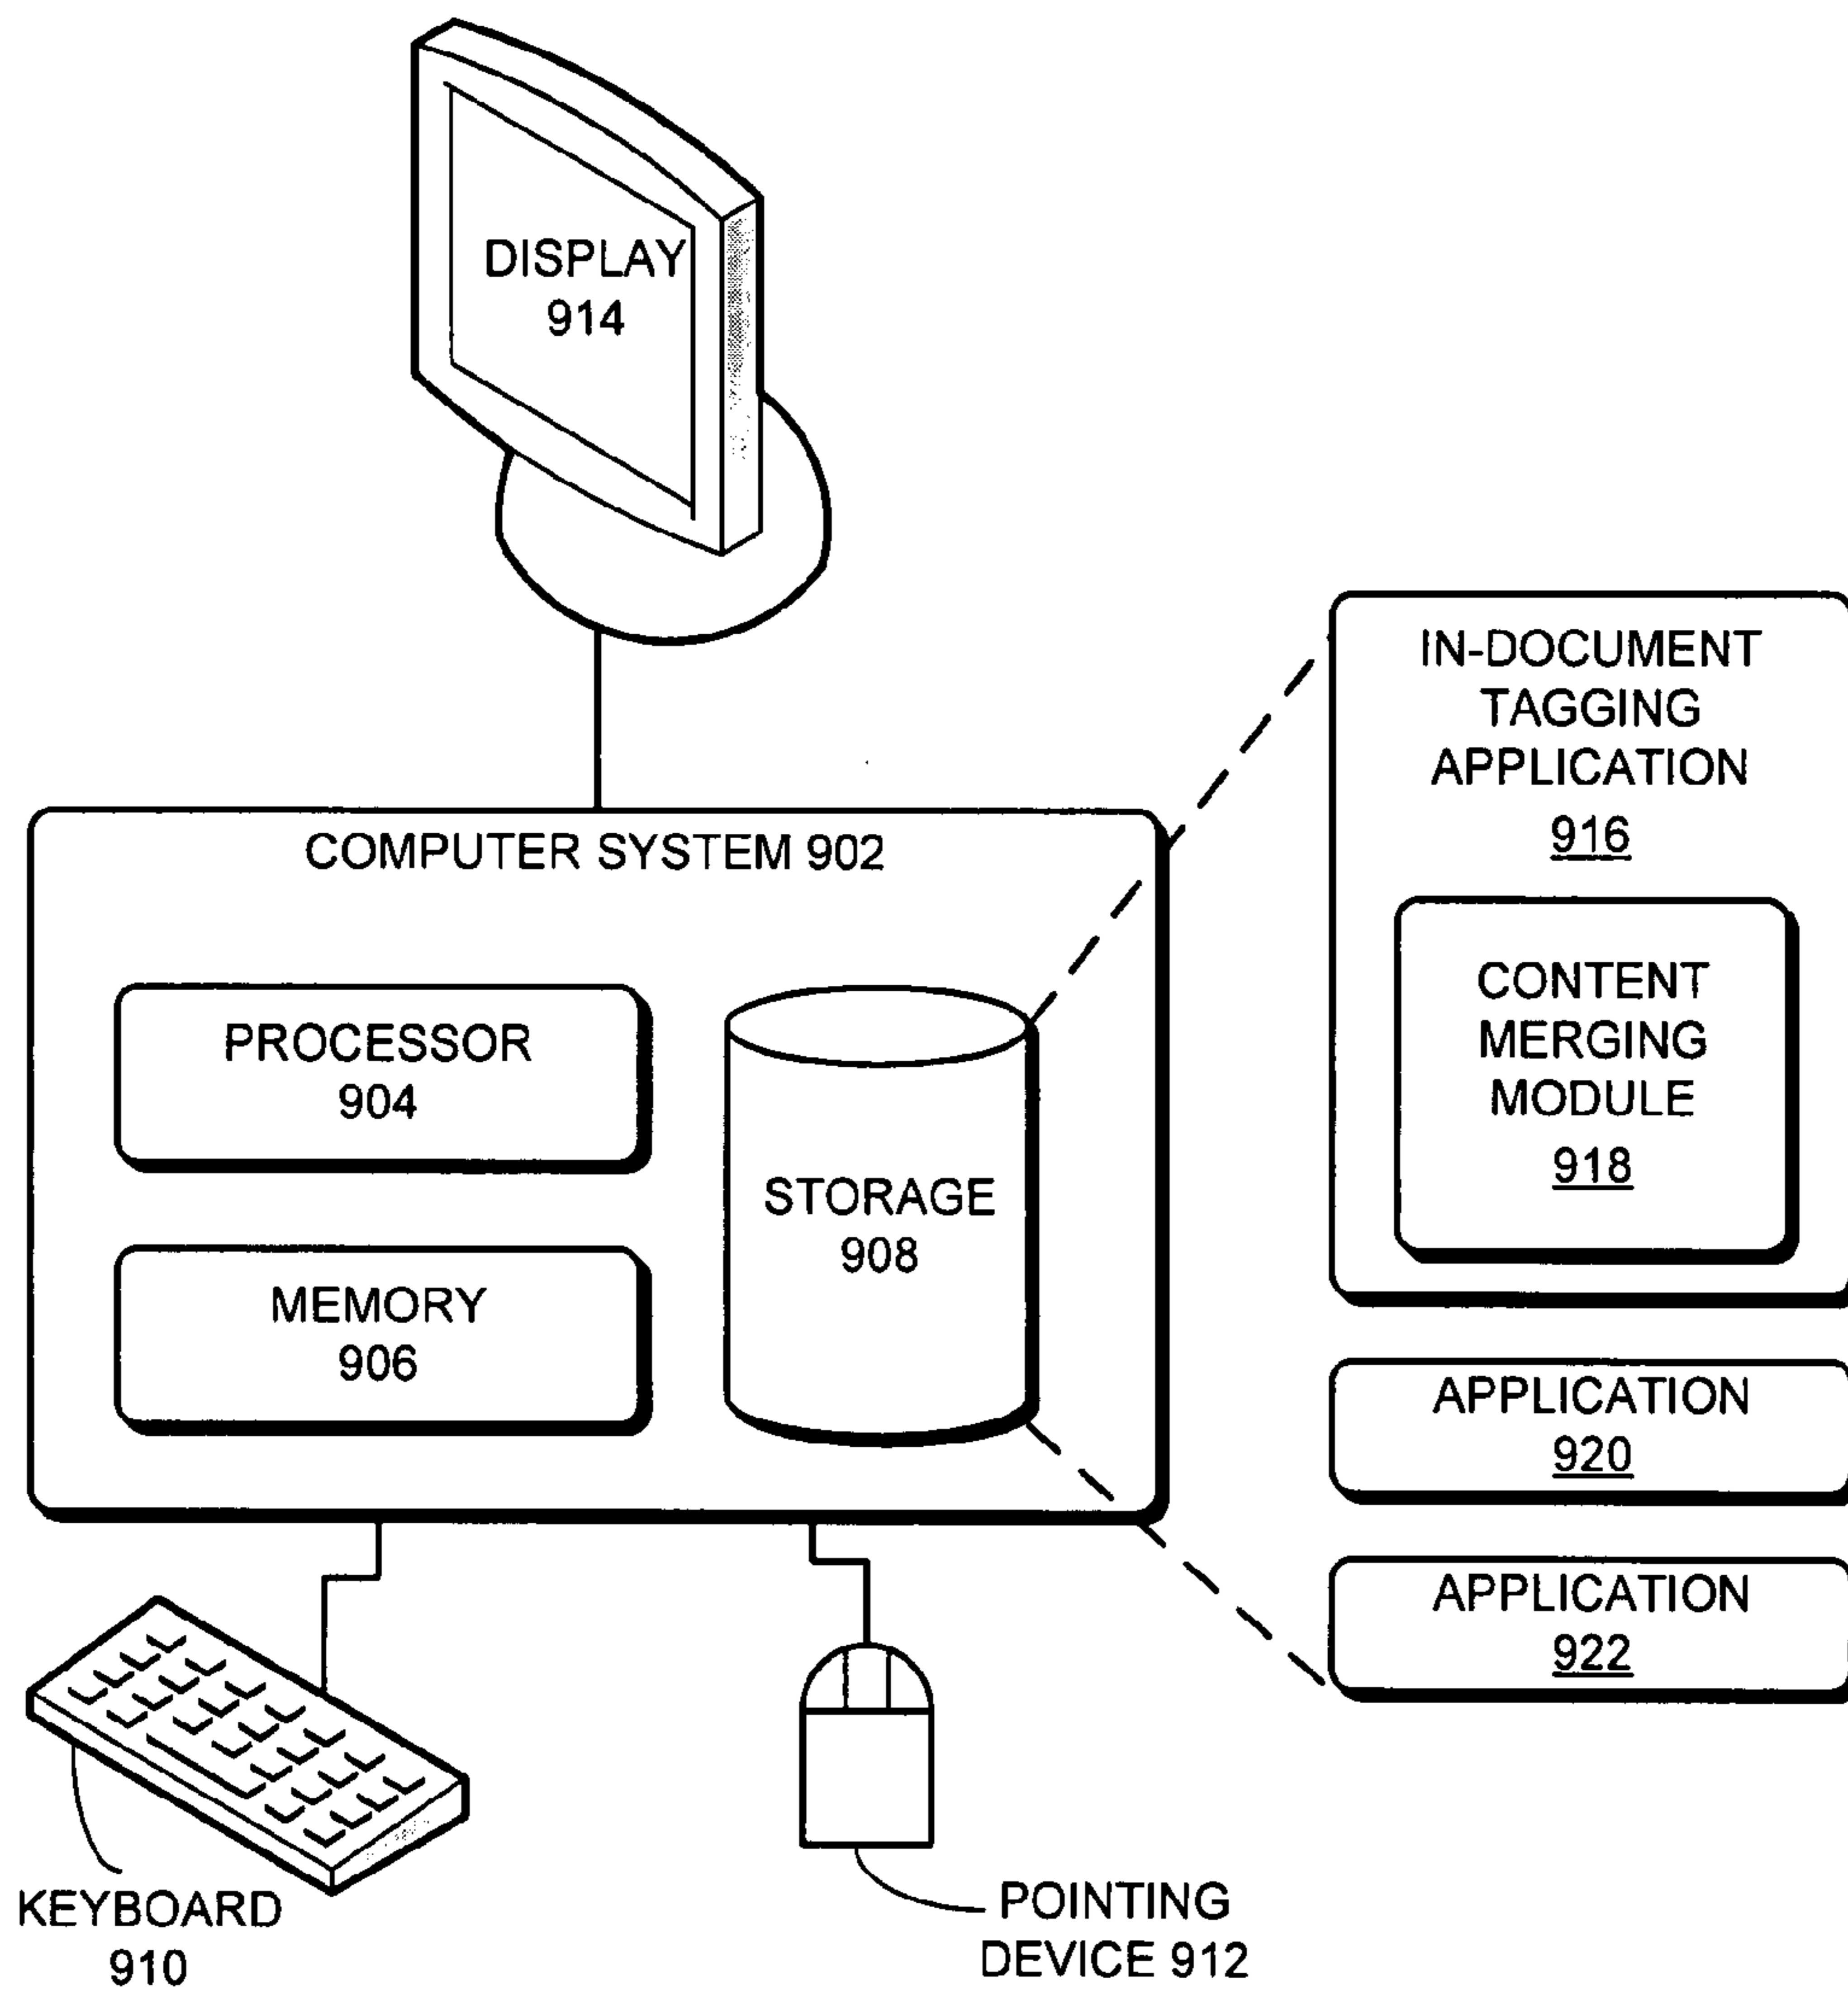 DISPLAY
914
IN-DOCUMENT
TAGGING
APPLICATION
916
CONTENT
MERGING
MODULE
918
COMPUTER SYSTEM 902
PROCESSOR
904
MEMORY
906
STORAGE
908
APPLICATION
920
APPLICATION
922
KEYBOARD
910
POINTING
DEVICE 912